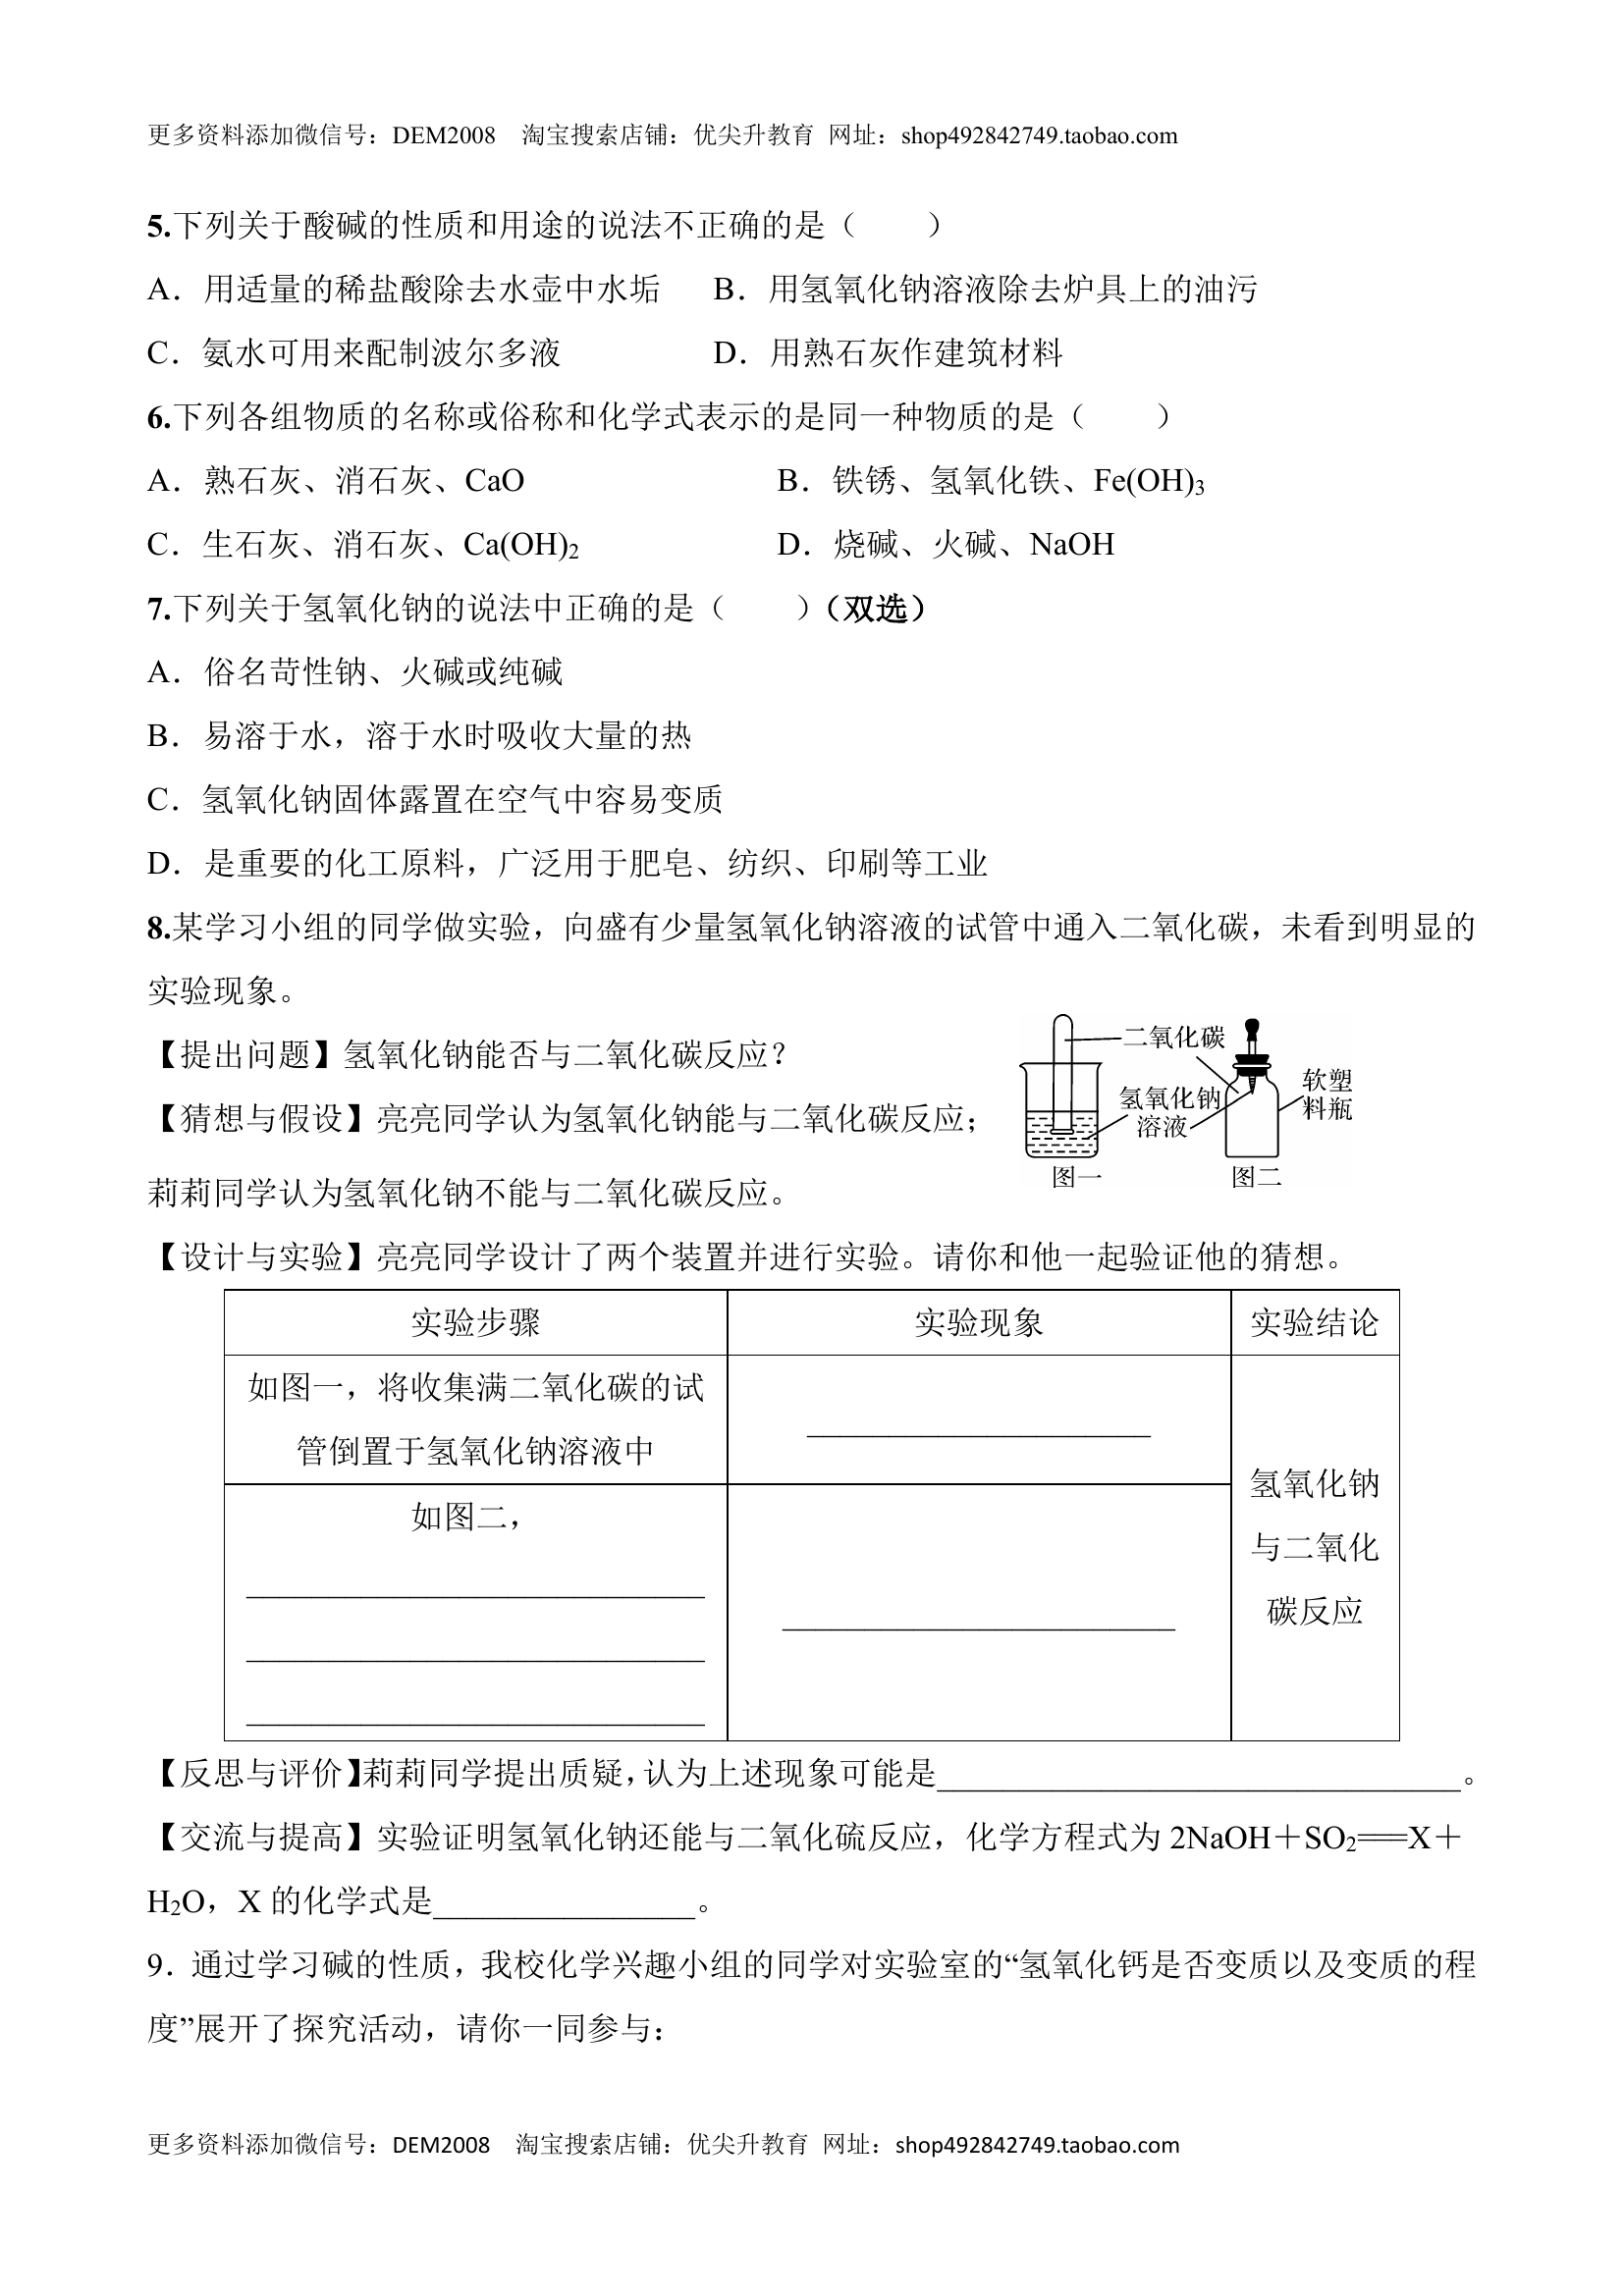 更多资料添加微信号：DEM2008 淘宝搜索店铺：优尖升教育 网址：shop492842749.taobao.com
5.下列关于酸碱的性质和用途的说法不正确的是（ ）
A．用适量的稀盐酸除去水壶中水垢 B．用氢氧化钠溶液除去炉具上的油污
C．氨水可用来配制波尔多液 D．用熟石灰作建筑材料
6.下列各组物质的名称或俗称和化学式表示的是同一种物质的是（ ）
A．熟石灰、消石灰、CaO B．铁锈、氢氧化铁、Fe(OH)₃
C．生石灰、消石灰、Ca(OH)₂ D．烧碱、火碱、NaOH
7.下列关于氢氧化钠的说法中正确的是（ ）（双选）
A．俗名苛性钠、火碱或纯碱
B．易溶于水，溶于水时吸收大量的热
C．氢氧化钠固体露置在空气中容易变质
D．是重要的化工原料，广泛用于肥皂、纺织、印刷等工业
8.某学习小组的同学做实验，向盛有少量氢氧化钠溶液的试管中通入二氧化碳，未看到明显的
实验现象。
【提出问题】氢氧化钠能否与二氧化碳反应？
【猜想与假设】亮亮同学认为氢氧化钠能与二氧化碳反应；
莉莉同学认为氢氧化钠不能与二氧化碳反应。
二氧化碳
氢氧化钠
溶液
软塑
料瓶
图一 图二
【设计与实验】亮亮同学设计了两个装置并进行实验。请你和他一起验证他的猜想。
实验步骤 实验现象 实验结论
如图一，将收集满二氧化碳的试
管倒置于氢氧化钠溶液中
_____________________
如图二，
____________________________
____________________________
____________________________
________________________
氢氧化钠
与二氧化
碳反应
【反思与评价】莉莉同学提出质疑，认为上述现象可能是________________________________。
【交流与提高】实验证明氢氧化钠还能与二氧化硫反应，化学方程式为 2NaOH＋SO₂═══X＋
H₂O，X 的化学式是________________。
9．通过学习碱的性质，我校化学兴趣小组的同学对实验室的“氢氧化钙是否变质以及变质的程
度”展开了探究活动，请你一同参与：
更多资料添加微信号：DEM2008 淘宝搜索店铺：优尖升教育 网址：shop492842749.taobao.com